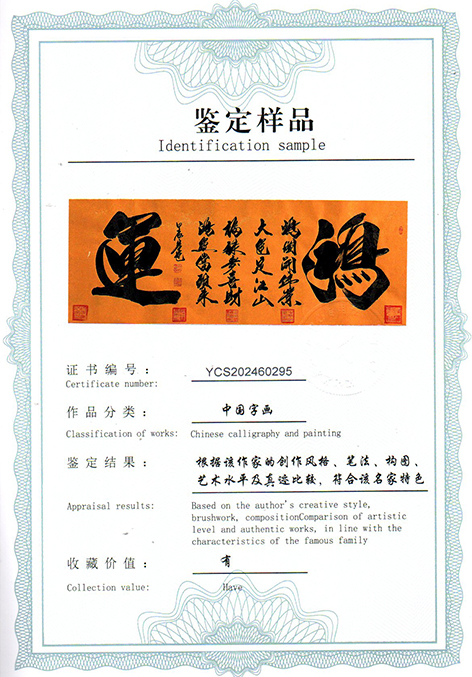 鉴定样品
Identification sample
鴻運
证书编号： YCS202460295
Certificate number:
作品分类： 中国字画
Classification of works: Chinese calligraphy and painting
鉴定结果： 根据该作家的创作风格、笔法、构图、
艺术水平及真迹比较，符合该名家特色
Appraisal results: Based on the author's creative style,
brushwork, compositionComparison of artistic
level and authentic works, in line with the
characteristics of the famous family
收藏价值： 有
Collection value: Have